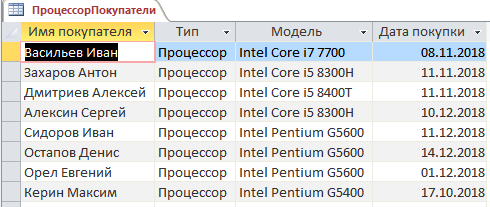 ПроцессорПокупатели
Имя покупателя Тип Модель Дата покупки
Васильев Иван Процессор Intel Core i7 7700 08.11.2018
Захаров Антон Процессор Intel Core i5 8300H 11.11.2018
Дмитриев Алексей Процессор Intel Core i5 8400T 11.11.2018
Алексин Сергей Процессор Intel Core i5 8300H 10.12.2018
Сидоров Иван Процессор Intel Pentium G5600 11.12.2018
Остапов Денис Процессор Intel Pentium G5600 14.12.2018
Орел Евгений Процессор Intel Pentium G5600 01.12.2018
Керин Максим Процессор Intel Pentium G5400 17.10.2018